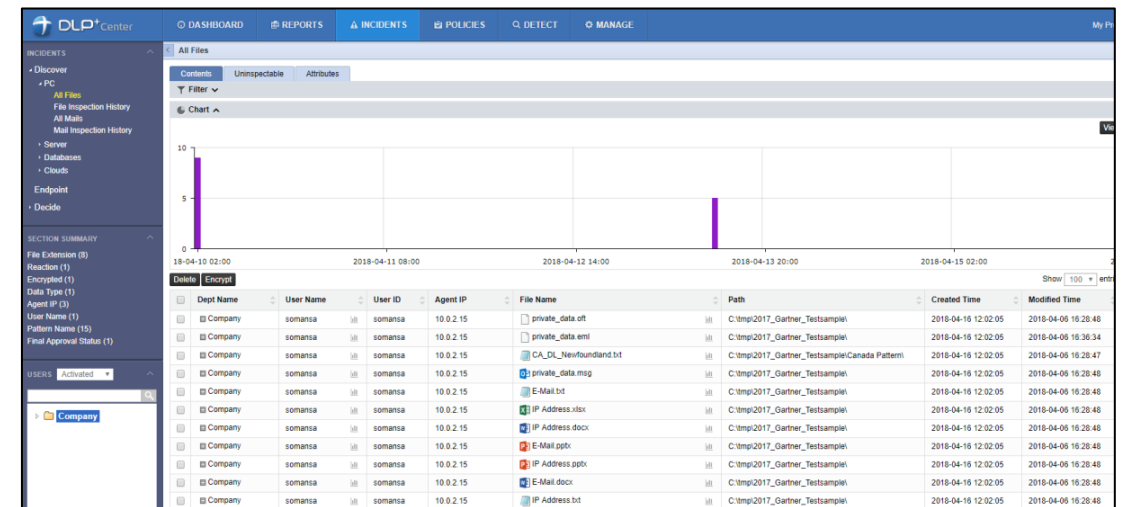 DLP+Center
DASHBOARD REPORTS INCIDENTS POLICIES DETECT MANAGE My
INCIDENTS
Discover
PC
All Files
File Inspection History
All Mails
Mail Inspection History
Server
Databases
Clouds
Endpoint
Decide
SECTION SUMMARY
File Extension (8)
Reaction (1)
Encrypted (1)
Data Type (1)
Agent IP (3)
User Name (1)
Pattern Name (15)
Final Approval Status (1)
USERS Activated
Company
All Files
Contents Uninspectable Attributes
Filter
Chart
10
5
0
18-04-10 02:00 2018-04-11 08:00 2018-04-12 14:00 2018-04-13 20:00 2018-04-15 02:00 2
Delete Encrypt Show 100 entri
Dept Name User Name User ID Agent IP File Name Path Created Time Modified Time
Company somansa somansa 10.0.2.15 private_data.oft C:\tmp\2017_Gartner_Testsample\ 2018-04-16 12:02:05 2018-04-06 16:28:48
Company somansa somansa 10.0.2.15 private_data.eml C:\tmp\2017_Gartner_Testsample\ 2018-04-16 12:02:05 2018-04-06 16:36:34
Company somansa somansa 10.0.2.15 CA_DL_Newfoundland.txt C:\tmp\2017_Gartner_Testsample\Canada Pattern\ 2018-04-16 12:02:05 2018-04-06 16:28:47
Company somansa somansa 10.0.2.15 private_data.msg C:\tmp\2017_Gartner_Testsample\ 2018-04-16 12:02:05 2018-04-06 16:28:48
Company somansa somansa 10.0.2.15 E-Mail.txt C:\tmp\2017_Gartner_Testsample\ 2018-04-16 12:02:05 2018-04-06 16:28:48
Company somansa somansa 10.0.2.15 IP Address.xlsx C:\tmp\2017_Gartner_Testsample\ 2018-04-16 12:02:05 2018-04-06 16:28:48
Company somansa somansa 10.0.2.15 IP Address.docx C:\tmp\2017_Gartner_Testsample\ 2018-04-16 12:02:05 2018-04-06 16:28:48
Company somansa somansa 10.0.2.15 E-Mail.pptx C:\tmp\2017_Gartner_Testsample\ 2018-04-16 12:02:05 2018-04-06 16:28:48
Company somansa somansa 10.0.2.15 IP Address.pptx C:\tmp\2017_Gartner_Testsample\ 2018-04-16 12:02:05 2018-04-06 16:28:48
Company somansa somansa 10.0.2.15 E-Mail.docx C:\tmp\2017_Gartner_Testsample\ 2018-04-16 12:02:05 2018-04-06 16:28:48
Company somansa somansa 10.0.2.15 IP Address.txt C:\tmp\2017_Gartner_Testsample\ 2018-04-16 12:02:05 2018-04-06 16:28:48